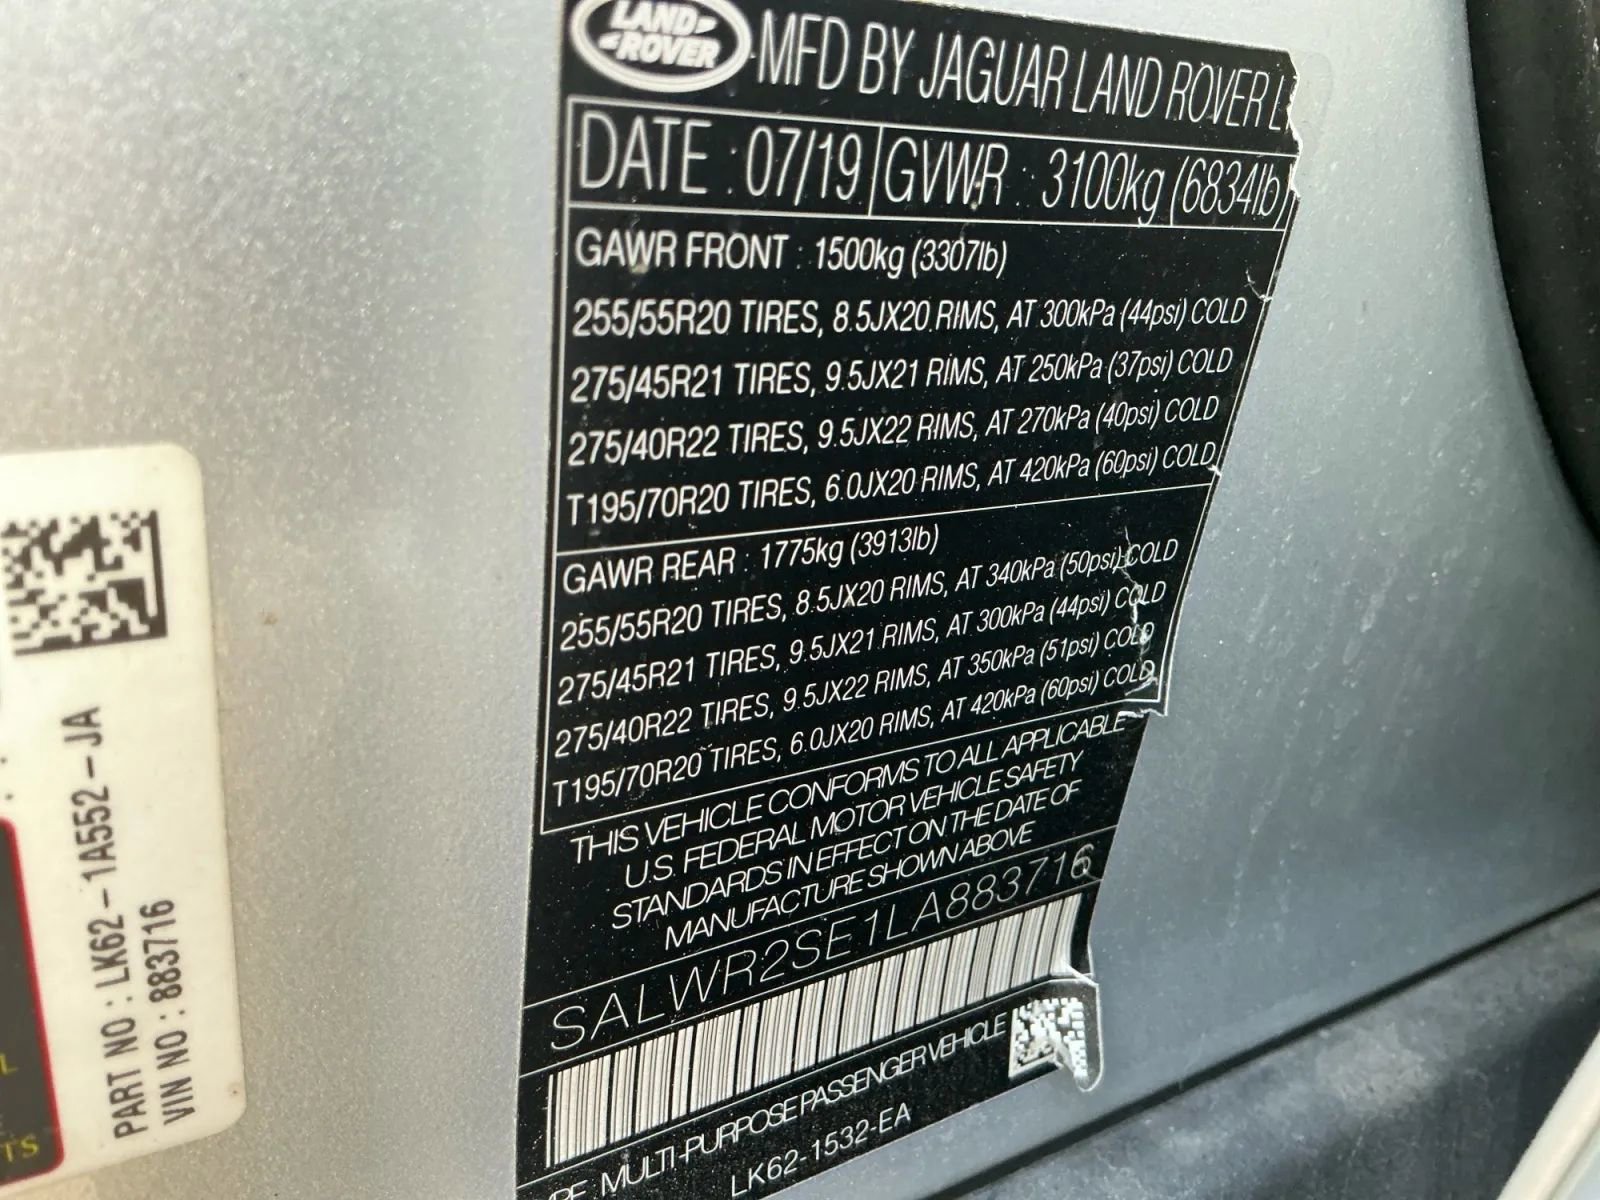 LAND
ROVER
MFD BY JAGUAR LAND ROVER
DATE : 07/19 GVWR : 3100kg (6834lb)
GAWR FRONT : 1500kg (3307lb)
255/55R20 TIRES, 8.5JX20 RIMS, AT 300kPa (44psi) COLD
275/45R21 TIRES, 9.5JX21 RIMS, AT 250kPa (37psi) COLD
275/40R22 TIRES, 9.5JX22 RIMS, AT 270kPa (40psi) COLD
T195/70R20 TIRES, 6.0JX20 RIMS, AT 420kPa (60psi) COLD
GAWR REAR : 1775kg (3913lb)
255/55R20 TIRES, 8.5JX20 RIMS, AT 340kPa (50psi) COLD
275/45R21 TIRES, 9.5JX21 RIMS, AT 300kPa (44psi) COLD
275/40R22 TIRES, 9.5JX22 RIMS, AT 350kPa (51psi) COLD
T195/70R20 TIRES, 6.0JX20 RIMS, AT 420kPa (60psi) COLD
THIS VEHICLE CONFORMS TO ALL APPLICABLE
U.S. FEDERAL MOTOR VEHICLE SAFETY
STANDARDS IN EFFECT ON THE DATE OF
MANUFACTURE SHOWN ABOVE
SALWR2SE1LA883716
MULTI-PURPOSE PASSENGER VEHICLE
LK62-1532-EA
PART NO : LK62-1A552-JA
VIN NO : 883716